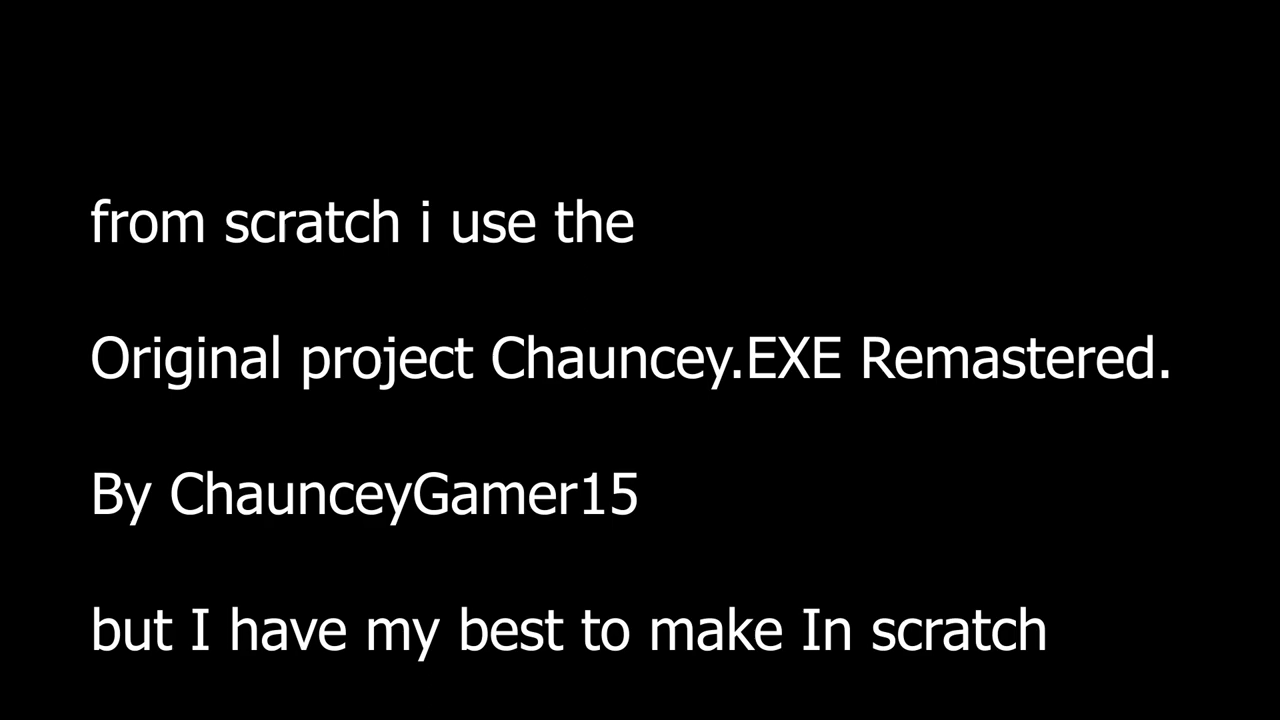 from scratch i use the
Original project Chauncey.EXE Remastered.
By ChaunceyGamer15
but I have my best to make In scratch